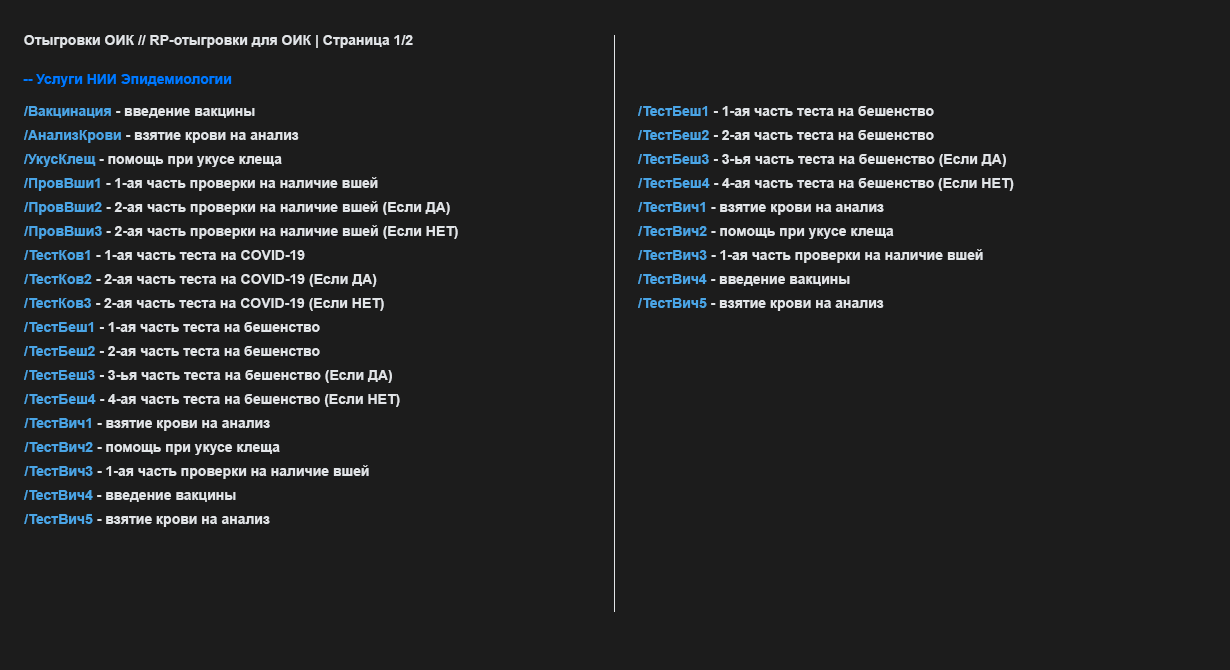 Отыгровки ОИК // RP-отыгровки для ОИК | Страница 1/2
-- Услуги НИИ Эпидемиологии
/Вакцинация - введение вакцины
/АнализКрови - взятие крови на анализ
/УкусКлещ - помощь при укусе клеща
/ПровВши1 - 1-ая часть проверки на наличие вшей
/ПровВши2 - 2-ая часть проверки на наличие вшей (Если ДА)
/ПровВши3 - 2-ая часть проверки на наличие вшей (Если НЕТ)
/ТестКов1 - 1-ая часть теста на COVID-19
/ТестКов2 - 2-ая часть теста на COVID-19 (Если ДА)
/ТестКов3 - 2-ая часть теста на COVID-19 (Если НЕТ)
/ТестБеш1 - 1-ая часть теста на бешенство
/ТестБеш2 - 2-ая часть теста на бешенство
/ТестБеш3 - 3-ья часть теста на бешенство (Если ДА)
/ТестБеш4 - 4-ая часть теста на бешенство (Если НЕТ)
/ТестВич1 - взятие крови на анализ
/ТестВич2 - помощь при укусе клеща
/ТестВич3 - 1-ая часть проверки на наличие вшей
/ТестВич4 - введение вакцины
/ТестВич5 - взятие крови на анализ
/ТестБеш1 - 1-ая часть теста на бешенство
/ТестБеш2 - 2-ая часть теста на бешенство
/ТестБеш3 - 3-ья часть теста на бешенство (Если ДА)
/ТестБеш4 - 4-ая часть теста на бешенство (Если НЕТ)
/ТестВич1 - взятие крови на анализ
/ТестВич2 - помощь при укусе клеща
/ТестВич3 - 1-ая часть проверки на наличие вшей
/ТестВич4 - введение вакцины
/ТестВич5 - взятие крови на анализ